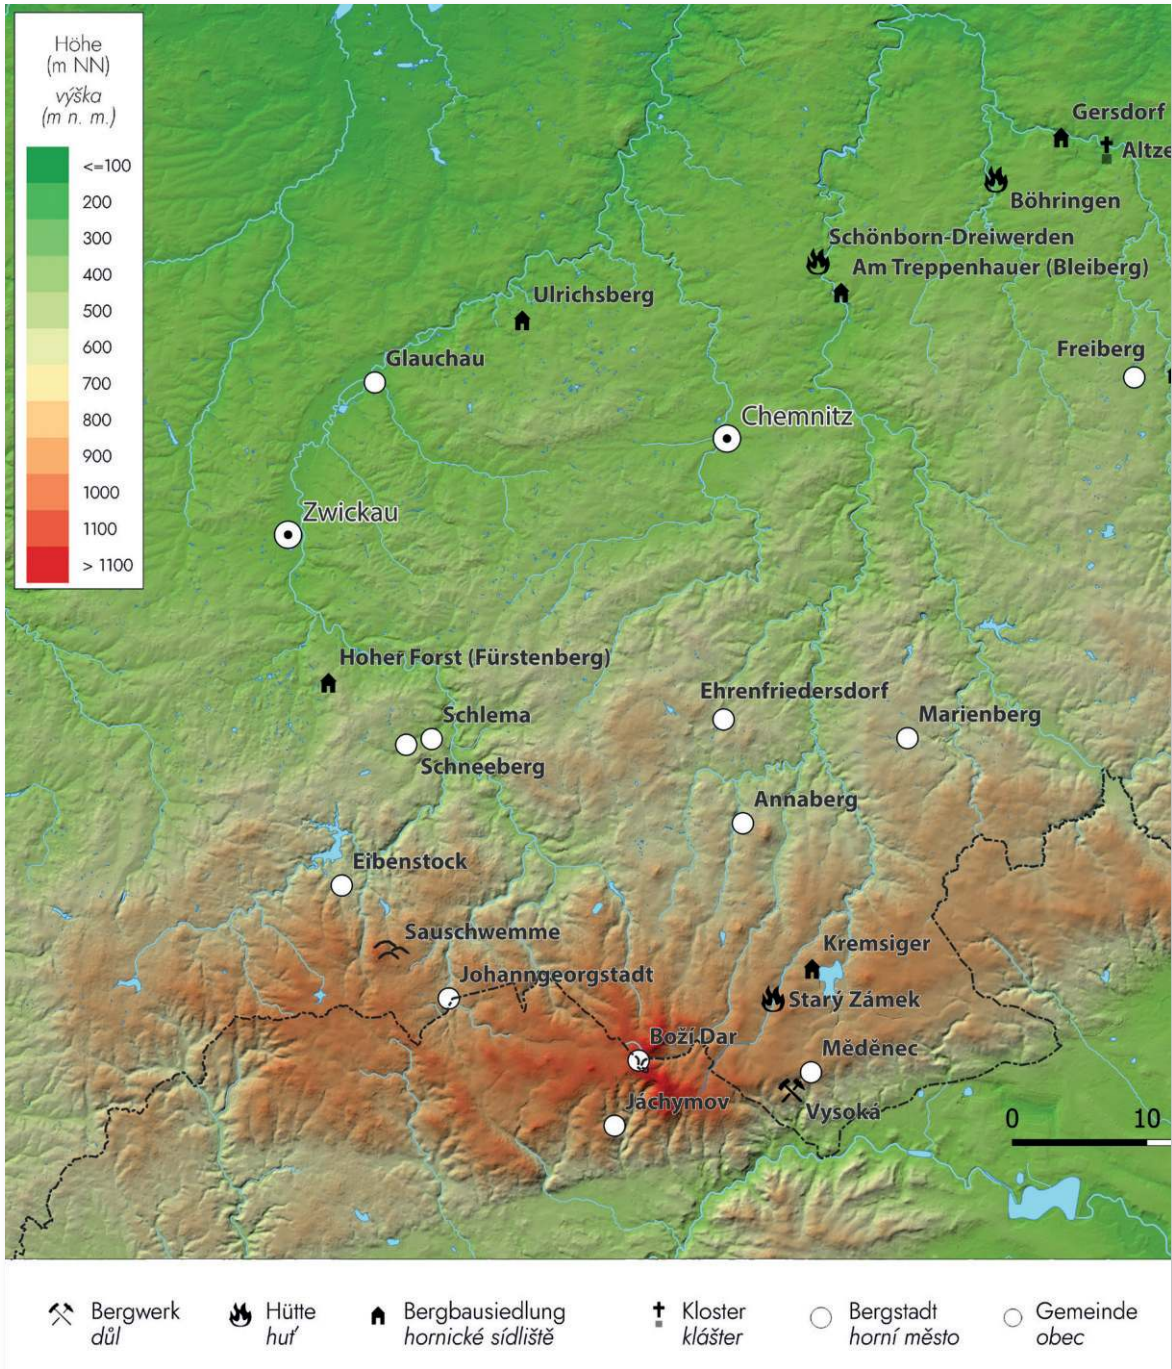 Höhe
(m NN)
výška
(m n. m.)
<=100
200
300
400
500
600
700
800
900
1000
1100
> 1100
Gersdorf
Altze
Böhringen
Schönborn-Dreiwerden
Am Treppenhauer (Bleiberg)
Ulrichsberg
Freiberg
Glauchau
Chemnitz
Zwickau
Hoher Forst (Fürstenberg)
Ehrenfriedersdorf
Schlema
Marienberg
Schneeberg
Annaberg
Eibenstock
Sauschwemme
Kremsiger
Johanngeorgstadt
Starý Zámek
Boží Dar
Měděnec
Jáchymov
Vysoká
0 10
Bergwerk
důl
Hütte
huť
Bergbausiedlung
hornické sídliště
Kloster
klášter
Bergstadt
horní město
Gemeinde
obec